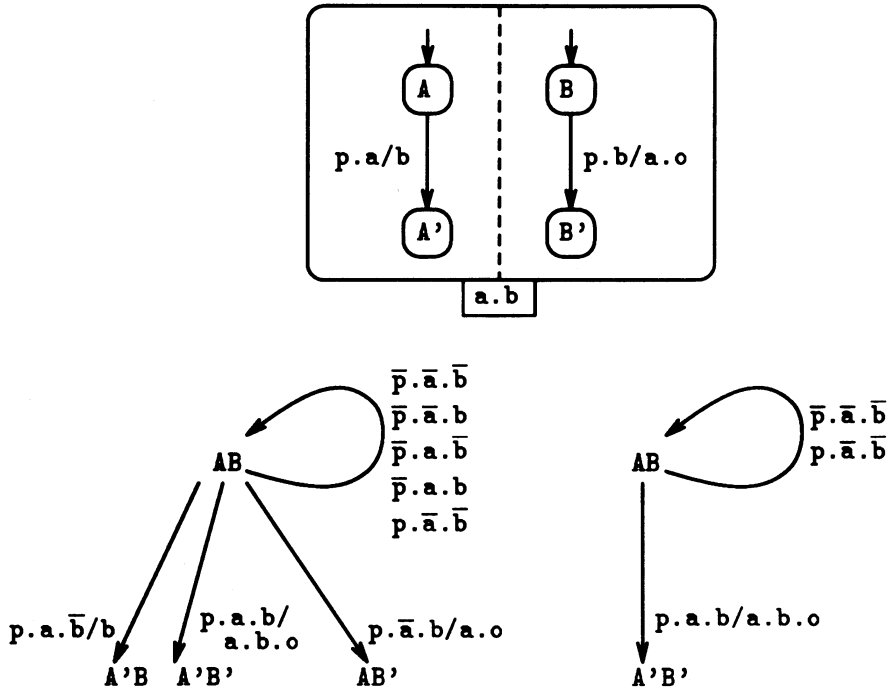 A B
p.a/b p.b/a.o
A' B'
a.b
p̅.a̅.b̅
p̅.a̅.b
p̅.a.b̅
p̅.a.b
p.a̅.b̅
AB
p.a.b̅/b
p.a.b/
a.b.o
p.a̅.b/a.o
A'B A'B' AB'
p̅.a̅.b̅
p.a̅.b̅
AB
p.a.b/a.b.o
A'B'